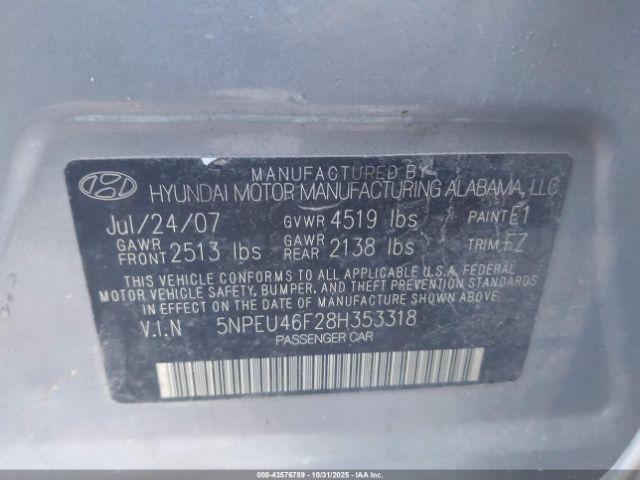 MANUFACTURED BY
HYUNDAI MOTOR MANUFACTURING ALABAMA, LLC
Jul/24/07 GVWR 4519 lbs PAINT E1
GAWR FRONT 2513 lbs GAWR REAR 2138 lbs TRIM FZ
THIS VEHICLE CONFORMS TO ALL APPLICABLE U.S.A. FEDERAL
MOTOR VEHICLE SAFETY, BUMPER, AND THEFT PREVENTION
STANDARDS IN EFFECT ON THE DATE OF MANUFACTURE SHOWN ABOVE.
V.I.N 5NPEU46F28H353318
PASSENGER CAR
000-43576789 10/31/2025 IAAI.COM